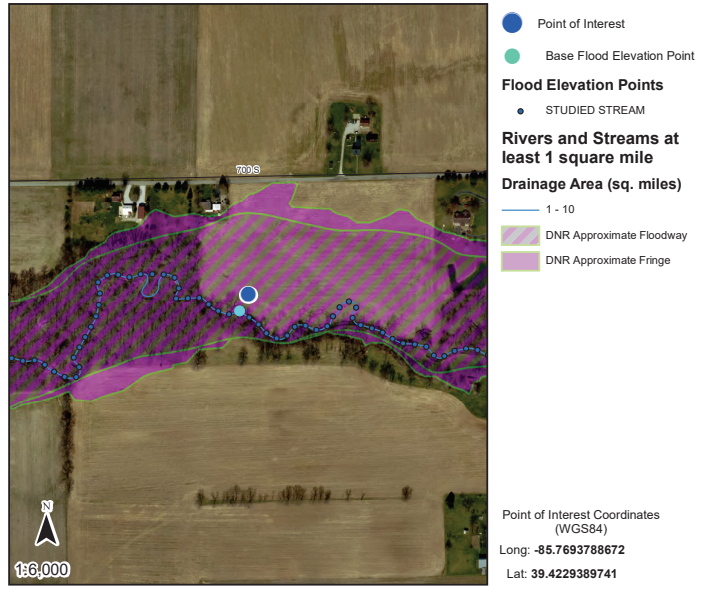 700 S
N
1:6,000
Point of Interest
Base Flood Elevation Point
Flood Elevation Points
STUDIED STREAM
Rivers and Streams at
least 1 square mile
Drainage Area (sq. miles)
1 - 10
DNR Approximate Floodway
DNR Approximate Fringe
Point of Interest Coordinates
(WGS84)
Long: -85.7693788672
Lat: 39.4229389741